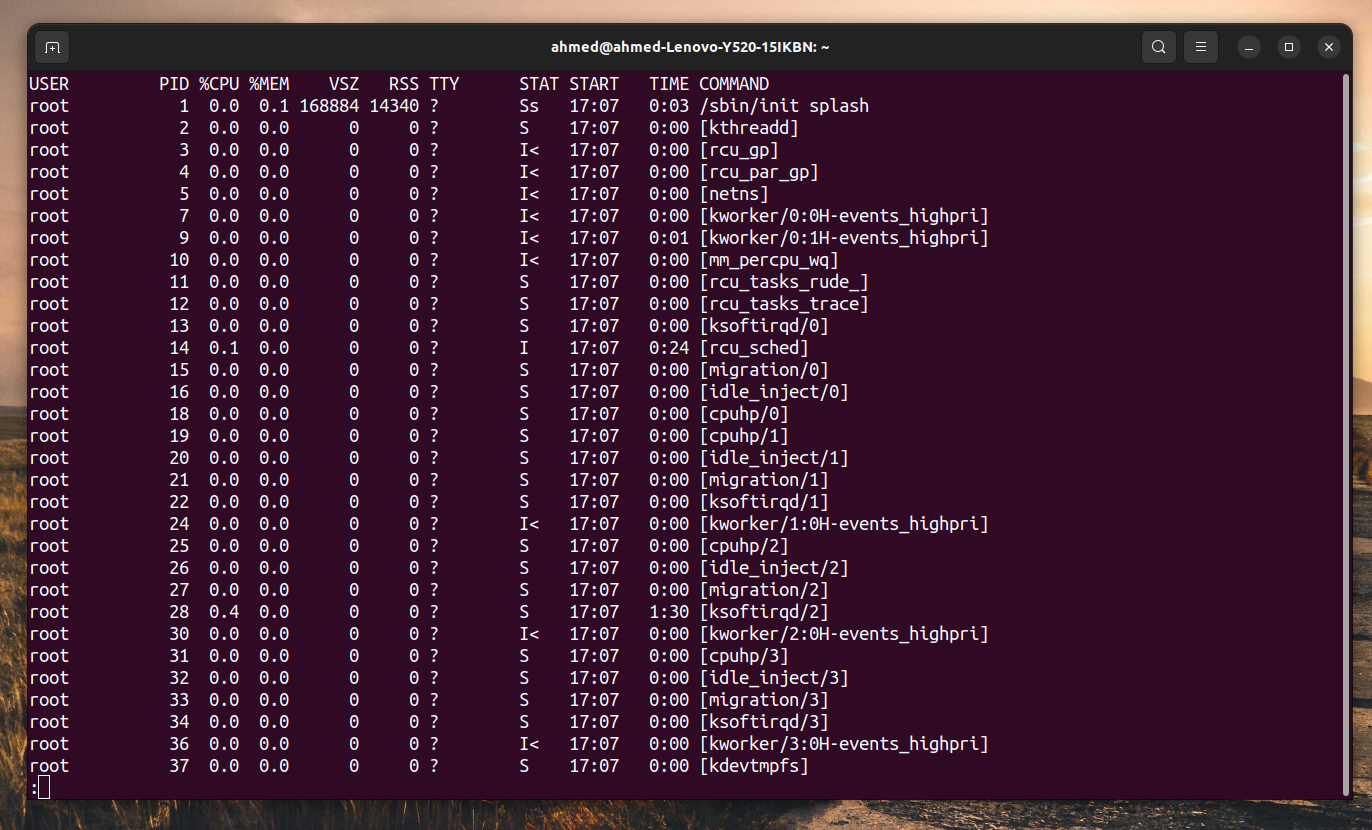 ahmed@ahmed-Lenovo-Y520-15IKBN: ~
USER         PID %CPU %MEM    VSZ   RSS TTY      STAT START   TIME COMMAND
root           1  0.0  0.1 168884 14340 ?        Ss   17:07   0:03 /sbin/init splash
root           2  0.0  0.0      0     0 ?        S    17:07   0:00 [kthreadd]
root           3  0.0  0.0      0     0 ?        I<   17:07   0:00 [rcu_gp]
root           4  0.0  0.0      0     0 ?        I<   17:07   0:00 [rcu_par_gp]
root           5  0.0  0.0      0     0 ?        I<   17:07   0:00 [netns]
root           7  0.0  0.0      0     0 ?        I<   17:07   0:00 [kworker/0:0H-events_highpri]
root           9  0.0  0.0      0     0 ?        I<   17:07   0:01 [kworker/0:1H-events_highpri]
root          10  0.0  0.0      0     0 ?        I<   17:07   0:00 [mm_percpu_wq]
root          11  0.0  0.0      0     0 ?        S    17:07   0:00 [rcu_tasks_rude_]
root          12  0.0  0.0      0     0 ?        S    17:07   0:00 [rcu_tasks_trace]
root          13  0.0  0.0      0     0 ?        S    17:07   0:00 [ksoftirqd/0]
root          14  0.1  0.0      0     0 ?        I    17:07   0:24 [rcu_sched]
root          15  0.0  0.0      0     0 ?        S    17:07   0:00 [migration/0]
root          16  0.0  0.0      0     0 ?        S    17:07   0:00 [idle_inject/0]
root          18  0.0  0.0      0     0 ?        S    17:07   0:00 [cpuhp/0]
root          19  0.0  0.0      0     0 ?        S    17:07   0:00 [cpuhp/1]
root          20  0.0  0.0      0     0 ?        S    17:07   0:00 [idle_inject/1]
root          21  0.0  0.0      0     0 ?        S    17:07   0:00 [migration/1]
root          22  0.0  0.0      0     0 ?        S    17:07   0:00 [ksoftirqd/1]
root          24  0.0  0.0      0     0 ?        I<   17:07   0:00 [kworker/1:0H-events_highpri]
root          25  0.0  0.0      0     0 ?        S    17:07   0:00 [cpuhp/2]
root          26  0.0  0.0      0     0 ?        S    17:07   0:00 [idle_inject/2]
root          27  0.0  0.0      0     0 ?        S    17:07   0:00 [migration/2]
root          28  0.4  0.0      0     0 ?        S    17:07   1:30 [ksoftirqd/2]
root          30  0.0  0.0      0     0 ?        I<   17:07   0:00 [kworker/2:0H-events_highpri]
root          31  0.0  0.0      0     0 ?        S    17:07   0:00 [cpuhp/3]
root          32  0.0  0.0      0     0 ?        S    17:07   0:00 [idle_inject/3]
root          33  0.0  0.0      0     0 ?        S    17:07   0:00 [migration/3]
root          34  0.0  0.0      0     0 ?        S    17:07   0:00 [ksoftirqd/3]
root          36  0.0  0.0      0     0 ?        I<   17:07   0:00 [kworker/3:0H-events_highpri]
root          37  0.0  0.0      0     0 ?        S    17:07   0:00 [kdevtmpfs]
: